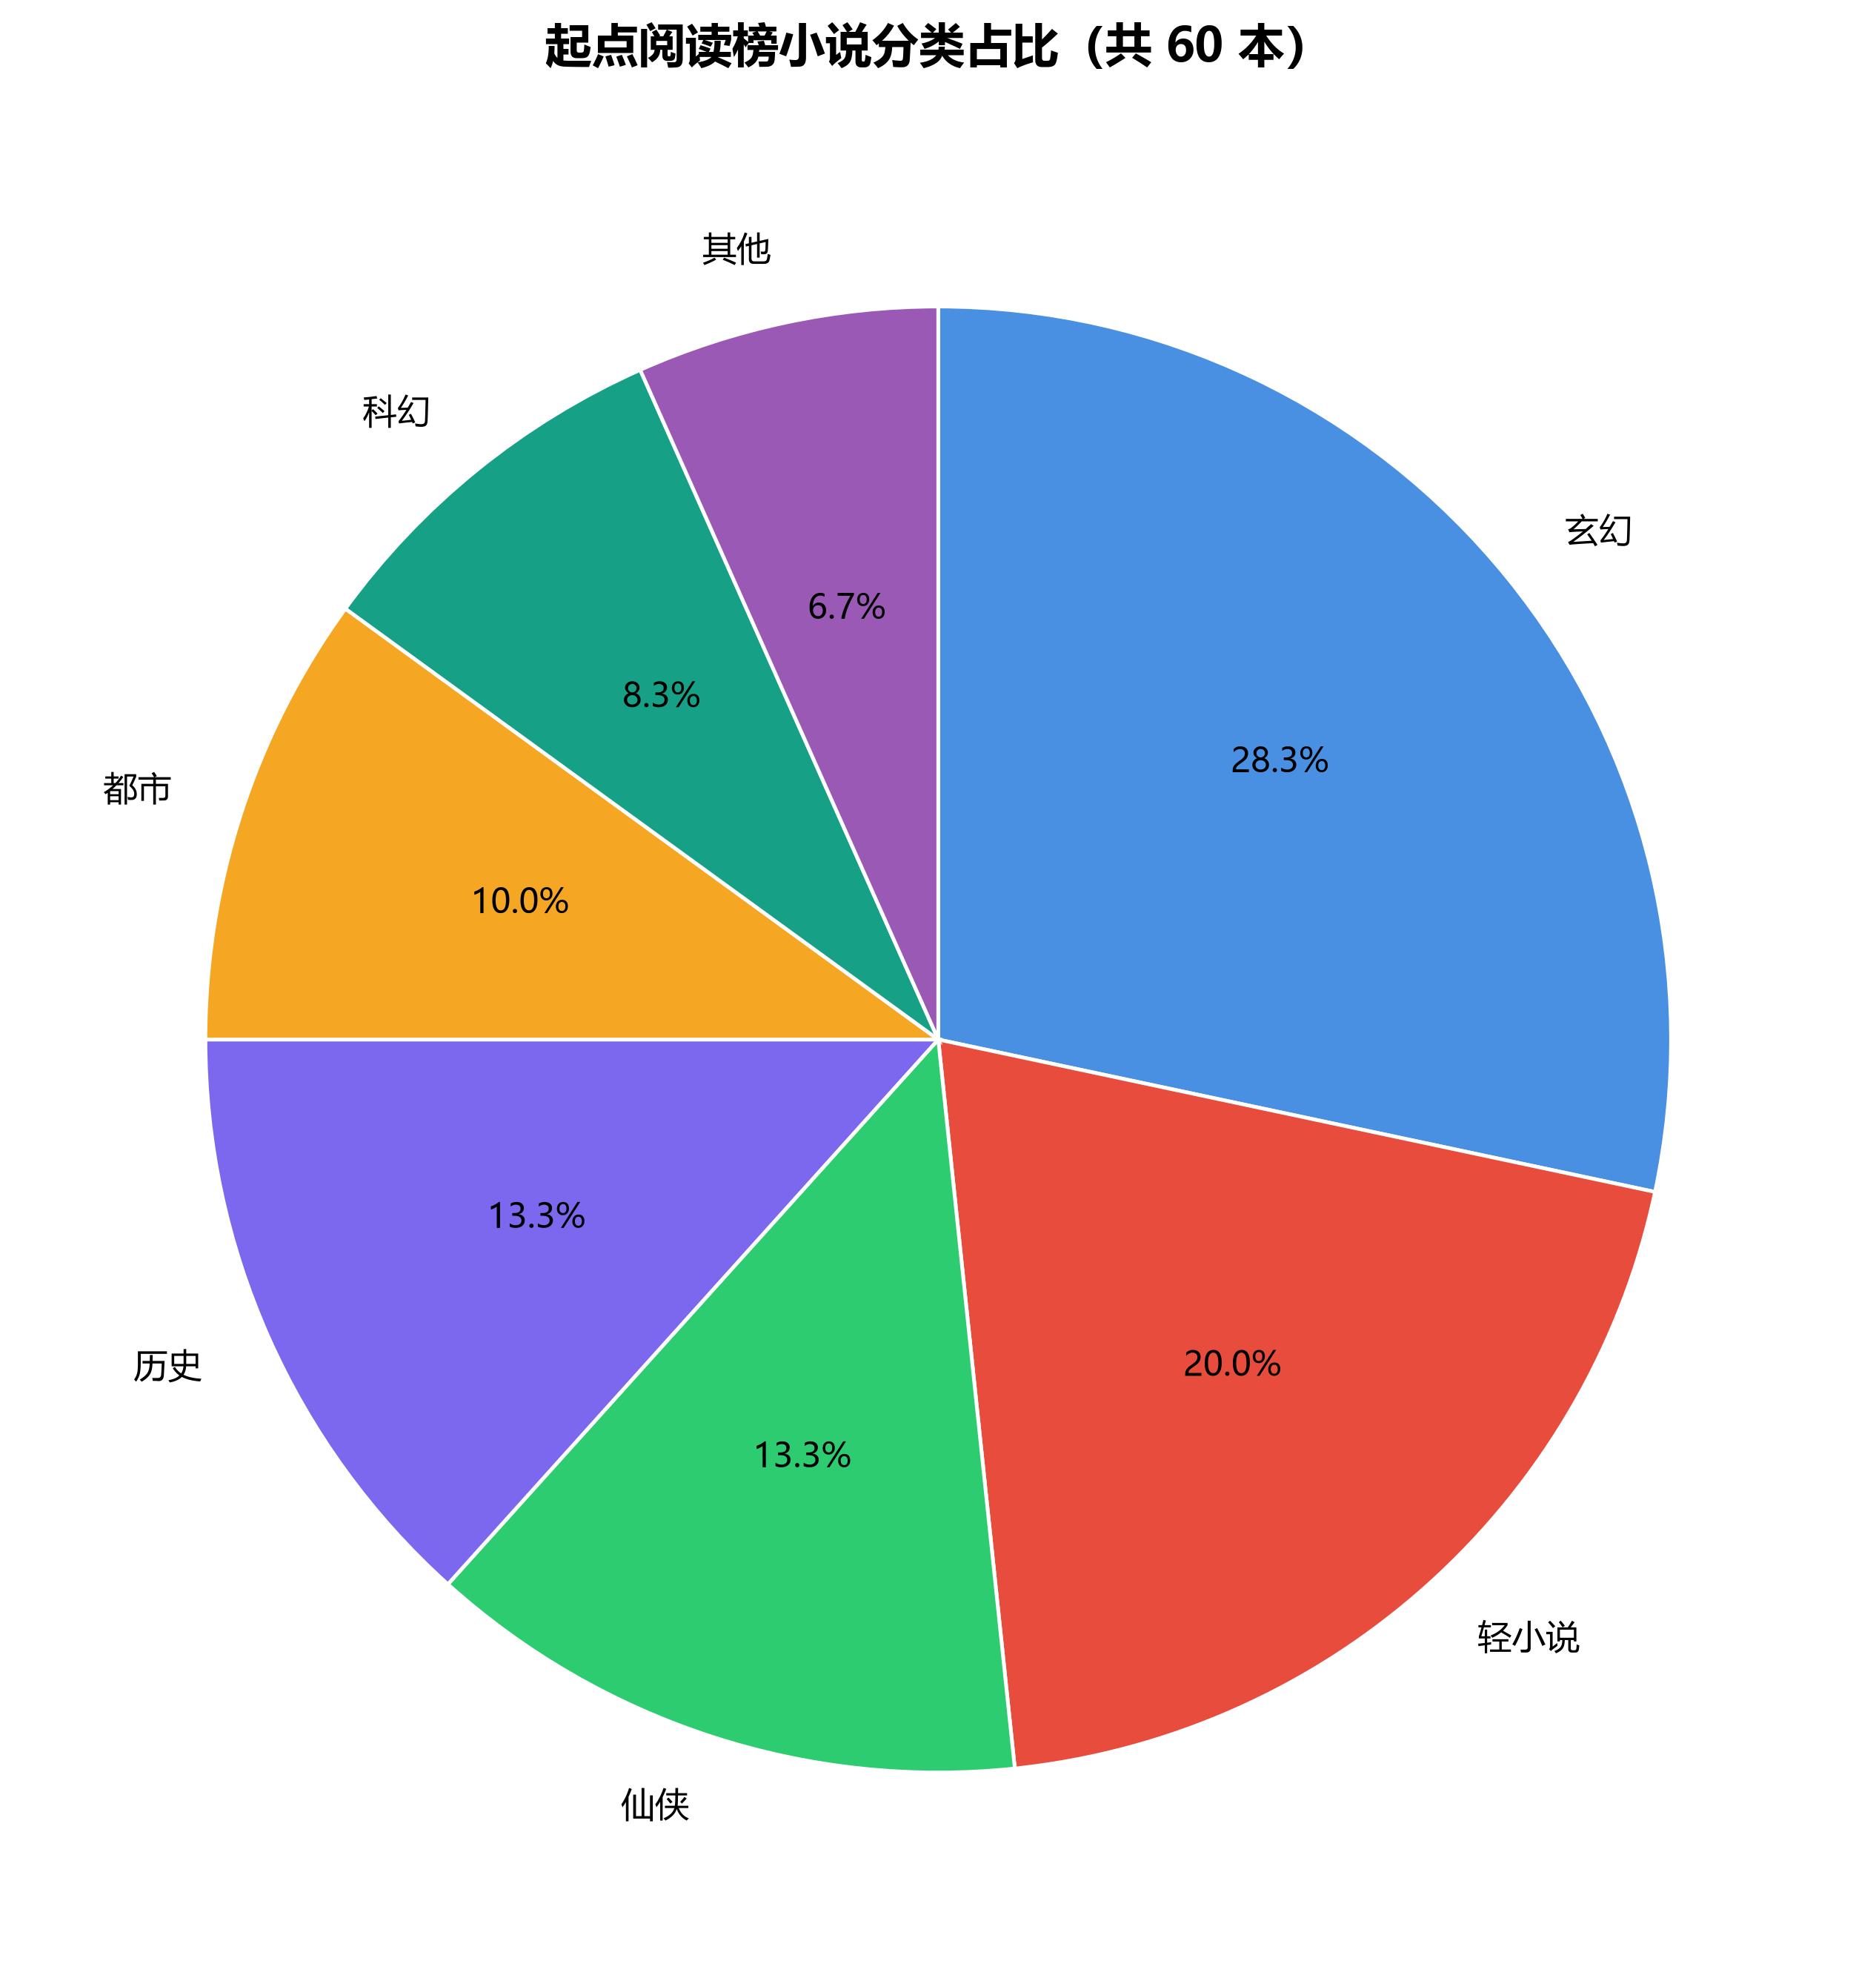 起点阅读榜小说分类占比（共 60 本）
其他
科幻
玄幻
6.7%
8.3%
28.3%
都市
10.0%
13.3%
历史
20.0%
13.3%
轻小说
仙侠